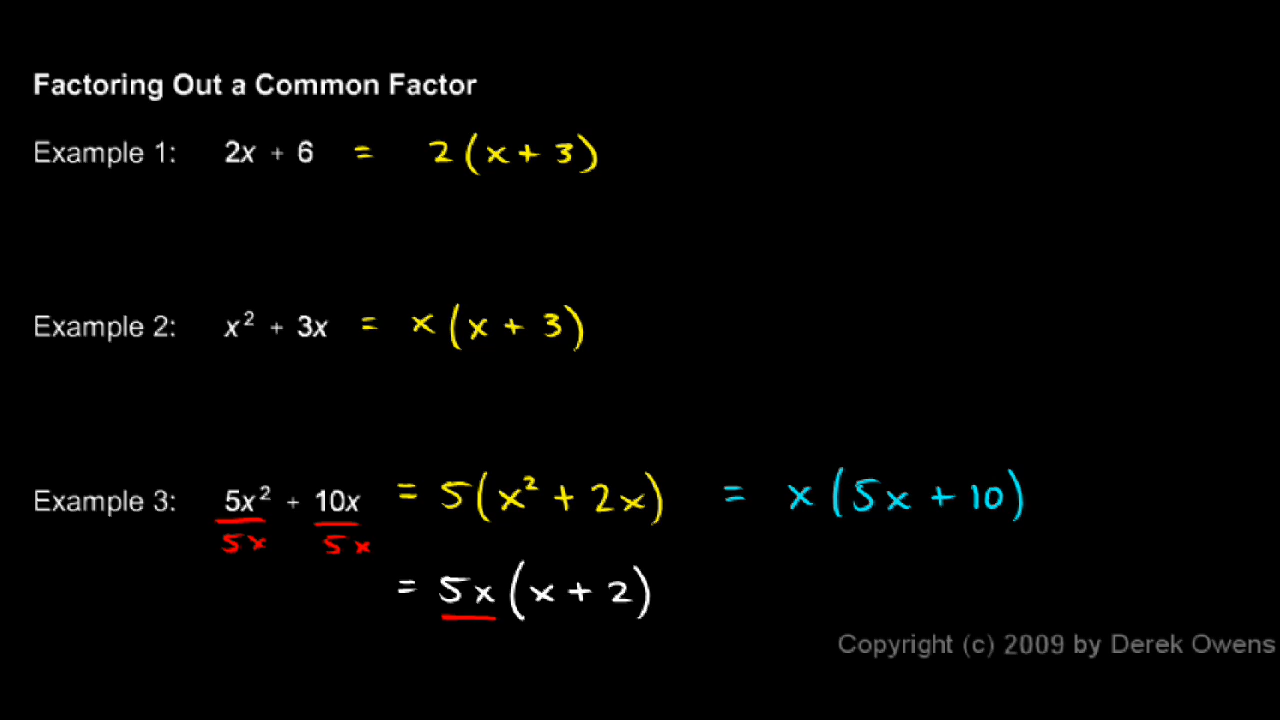 Factoring Out a Common Factor
Example 1: 2x + 6 = 2(x + 3)
Example 2: x² + 3x = x(x + 3)
Example 3: 5x² + 10x = 5(x² + 2x) = x(5x + 10)
5x 5x
= 5x(x + 2)
Copyright (c) 2009 by Derek Owens